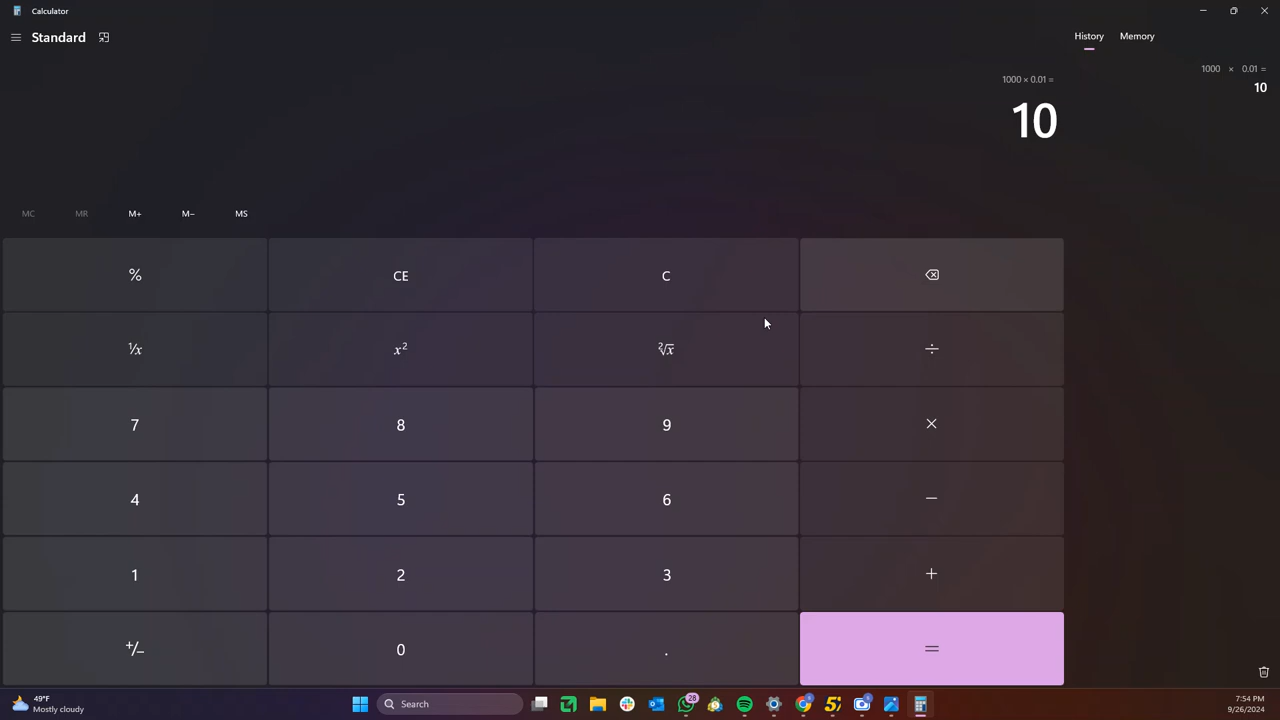 Calculator
Standard
History Memory
1000 × 0.01 =
10
1000 × 0.01 =
10
MC MR M+ M− MS
% CE C
⅟x x² ²√x ÷
7 8 9 ×
4 5 6 −
1 2 3 +
+/− 0 . =
49°F
Mostly cloudy
Search
28
5
7:54 PM
9/26/2024